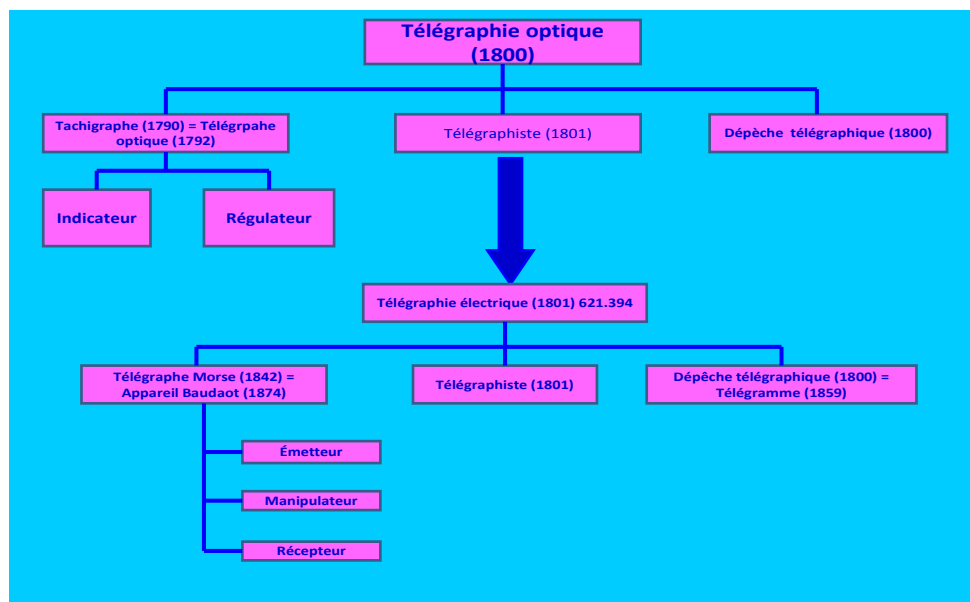 Télégraphie optique
(1800)
Tachigraphe (1790) = Télégrpahe
optique (1792)
Télégraphiste (1801)
Dépèche télégraphique (1800)
Indicateur
Régulateur
Télégraphie électrique (1801) 621.394
Télégraphe Morse (1842) =
Appareil Baudaot (1874)
Télégraphiste (1801)
Dépêche télégraphique (1800) =
Télégramme (1859)
Émetteur
Manipulateur
Récepteur